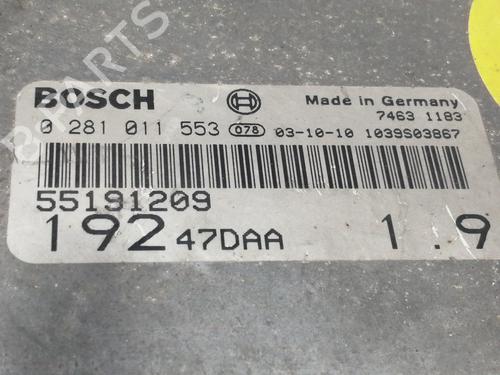 B PARTS
BOSCH
Made in Germany
7463 1183
0 281 011 553 078 03-10-10 1039S03867
55191209
192 47DAA 1.9